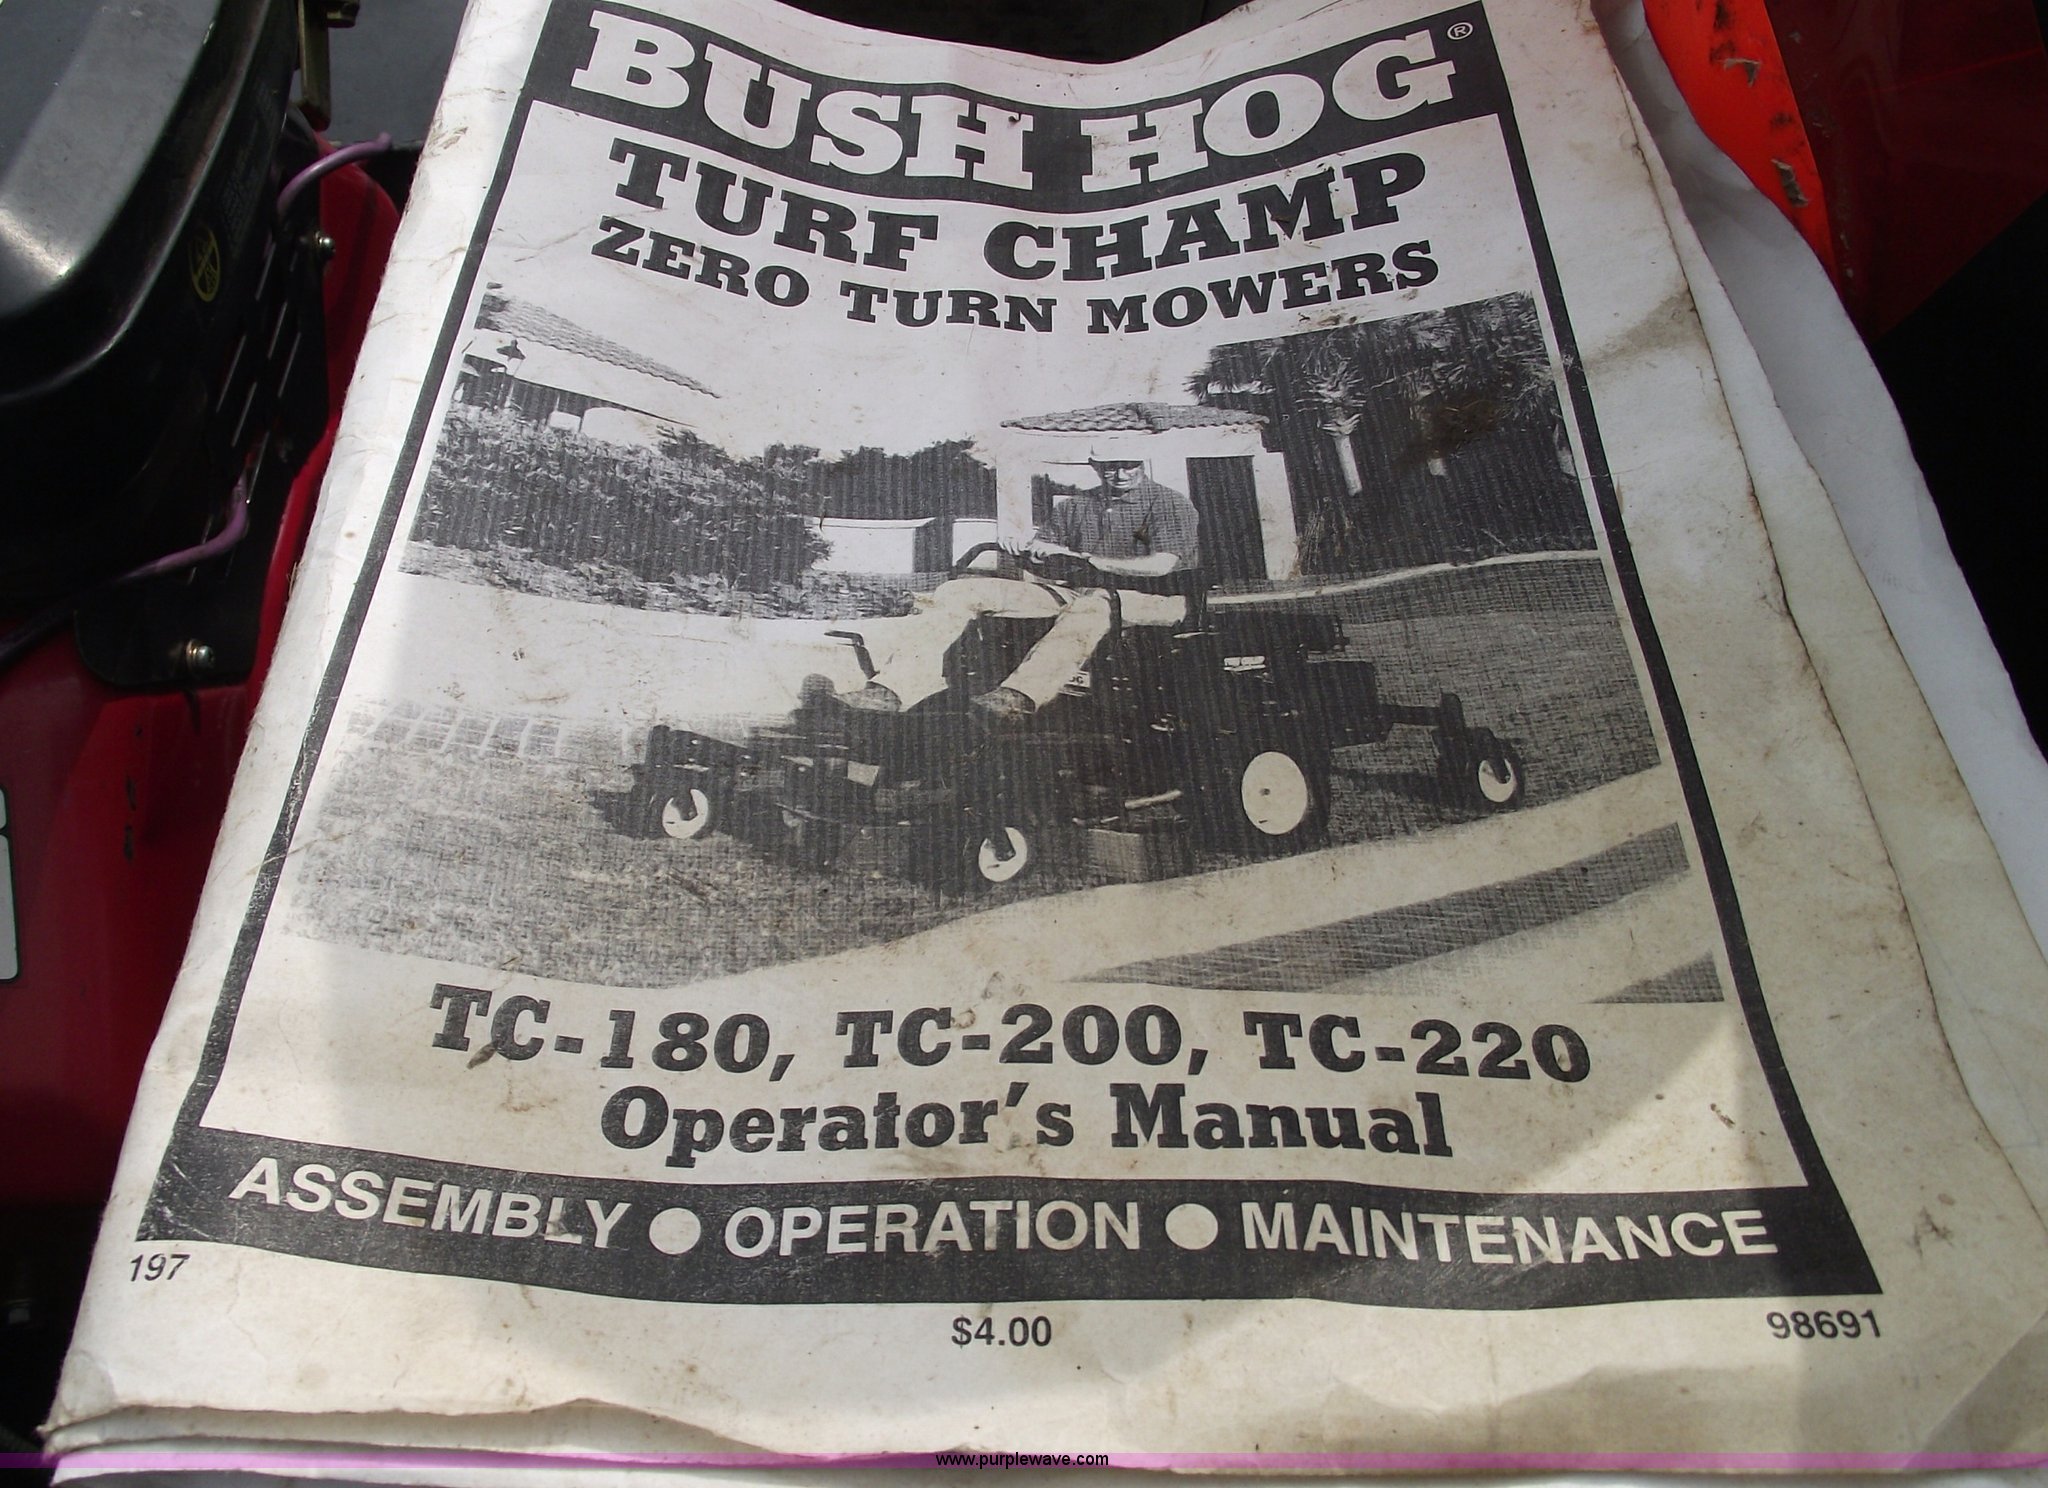 BUSH HOG®
TURF CHAMP
ZERO TURN MOWERS
TC-180, TC-200, TC-220
Operator's Manual
ASSEMBLY ● OPERATION ● MAINTENANCE
197
$4.00
98691
www.purplewave.com